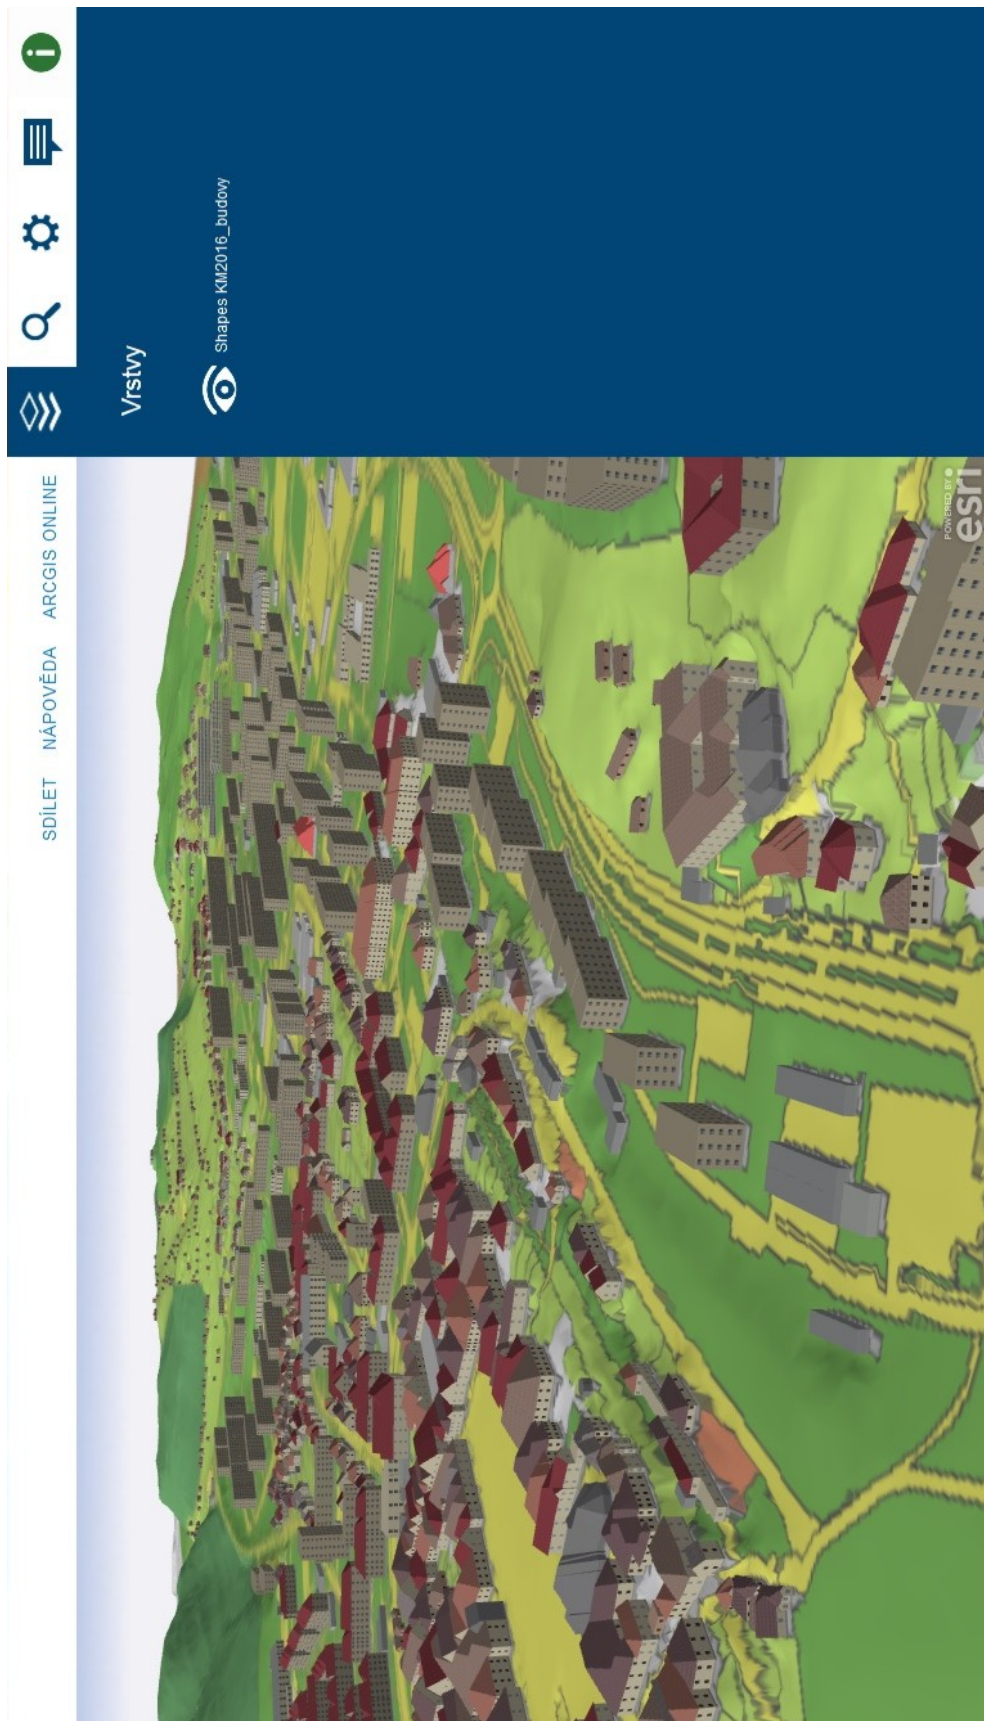 SDÍLET NÁPOVĚDA ARCGIS ONLINE
Vrstvy
Shapes KM2016_budovy
POWERED BY
esri